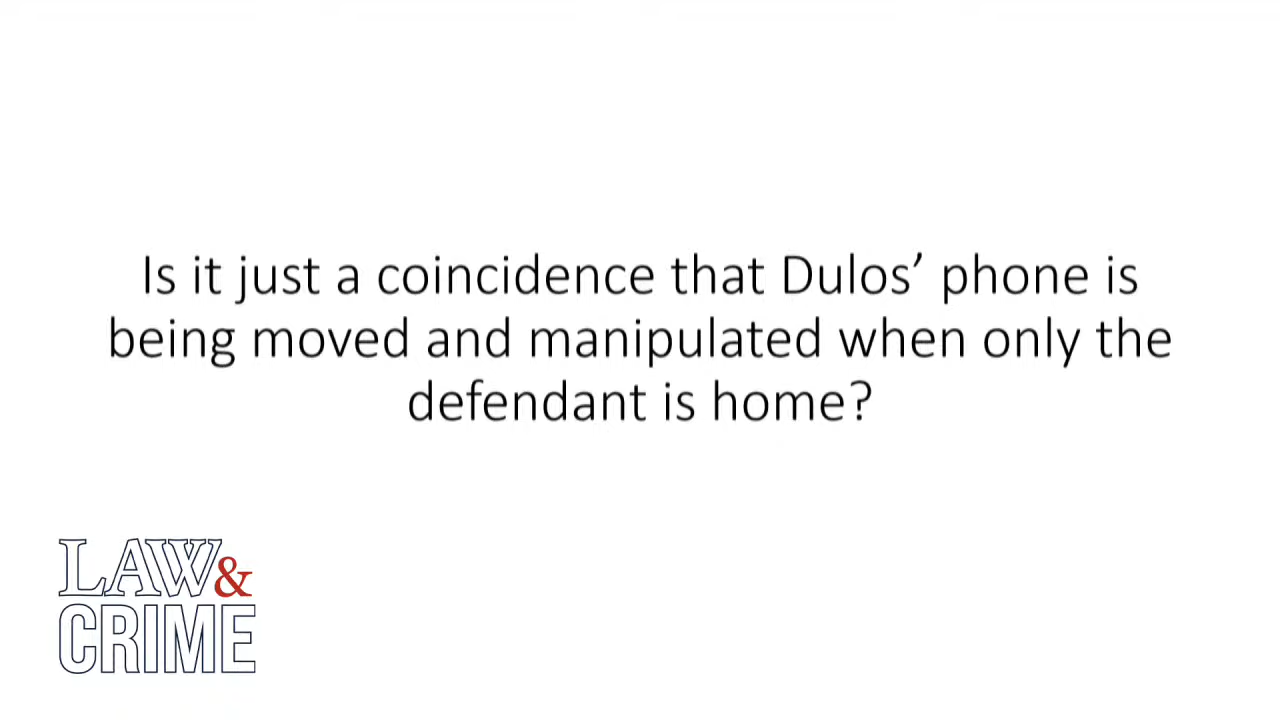 Is it just a coincidence that Dulos’ phone is
being moved and manipulated when only the
defendant is home?
LAW&
CRIME